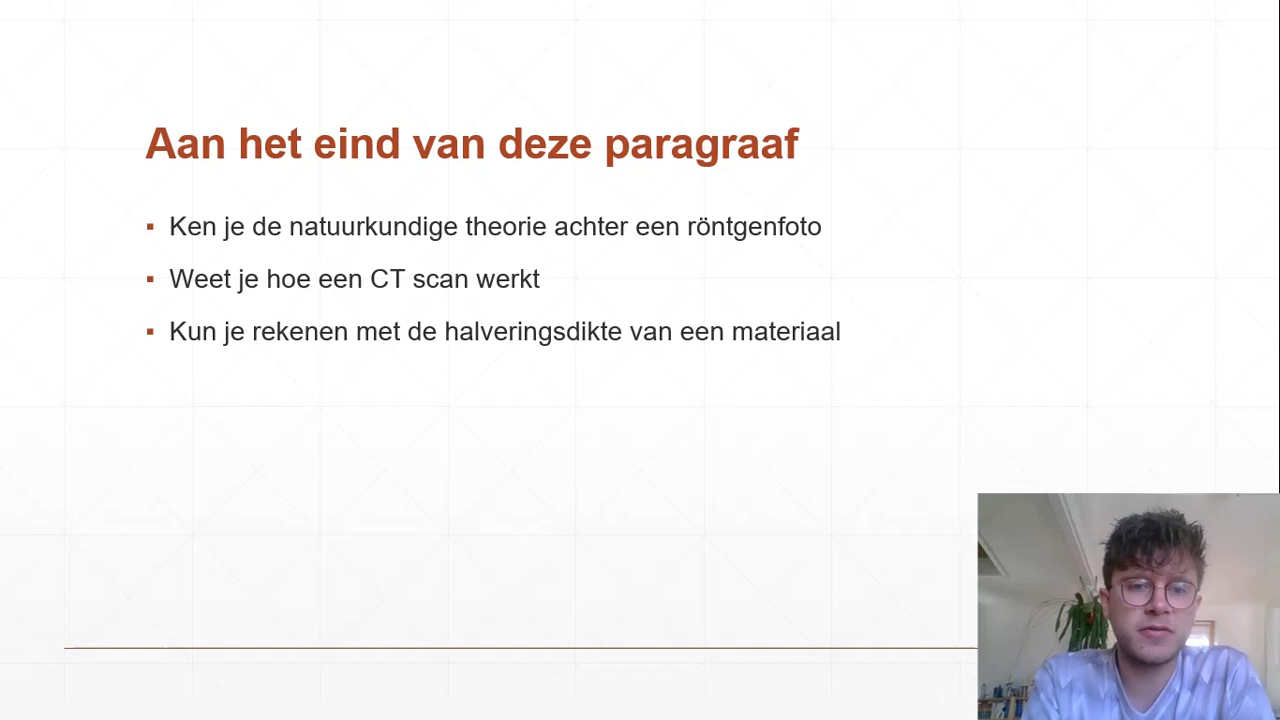 Aan het eind van deze paragraaf
▪ Ken je de natuurkundige theorie achter een röntgenfoto
▪ Weet je hoe een CT scan werkt
▪ Kun je rekenen met de halveringsdikte van een materiaal